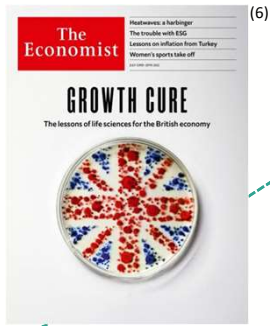 (6)
The
Economist
Heatwaves: a harbinger
The trouble with ESG
Lessons on inflation from Turkey
Women's sports take off
GROWTH CURE
The lessons of life sciences for the British economy